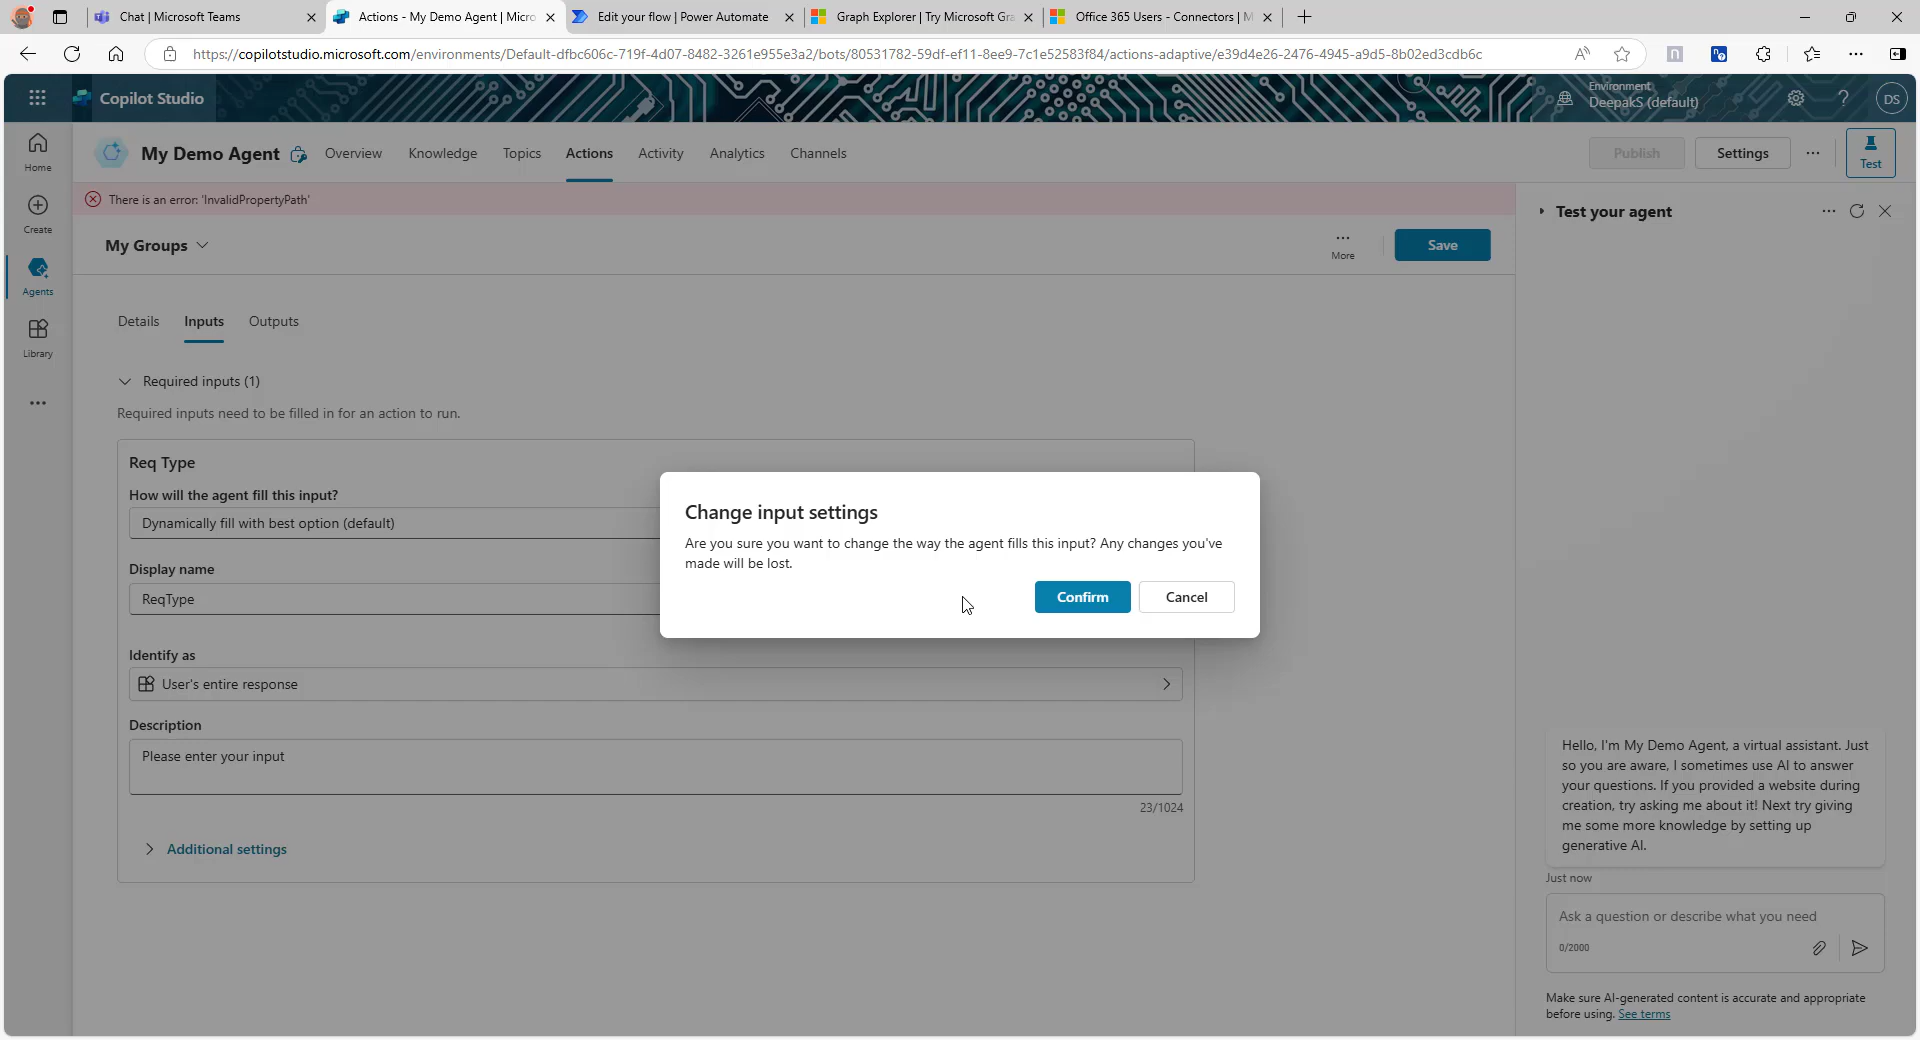 Chat | Microsoft Teams
Actions - My Demo Agent | Micro
Edit your flow | Power Automate
Graph Explorer | Try Microsoft Gra
Office 365 Users - Connectors | M
https://copilotstudio.microsoft.com/environments/Default-dfbc606c-719f-4d07-8482-3261e955e3a2/bots/80531782-59df-ef11-8ee9-7c1e52583f84/actions-adaptive/e39d4e26-2476-4945-a9d5-8b02ed3cdb6c
Copilot Studio
Environment
DeepakS (default)
DS
Home
Create
Agents
Library
My Demo Agent
Overview
Knowledge
Topics
Actions
Activity
Analytics
Channels
Publish
Settings
Test
There is an error: 'InvalidPropertyPath'
My Groups
More
Save
Details
Inputs
Outputs
Required inputs (1)
Required inputs need to be filled in for an action to run.
Req Type
How will the agent fill this input?
Dynamically fill with best option (default)
Display name
ReqType
Identify as
User's entire response
Description
Please enter your input
23/1024
Additional settings
Change input settings
Are you sure you want to change the way the agent fills this input? Any changes you've
made will be lost.
Confirm
Cancel
Test your agent
Hello, I'm My Demo Agent, a virtual assistant. Just
so you are aware, I sometimes use AI to answer
your questions. If you provided a website during
creation, try asking me about it! Next try giving
me some more knowledge by setting up
generative AI.
Just now
Ask a question or describe what you need
0/2000
Make sure AI-generated content is accurate and appropriate
before using. See terms